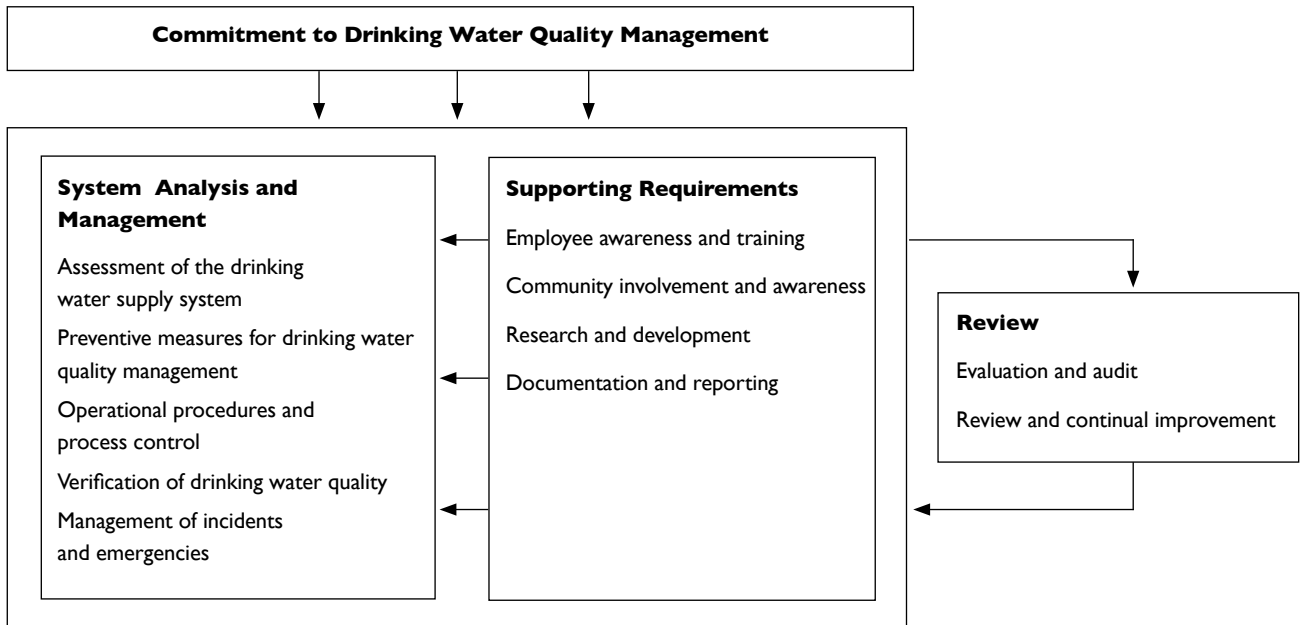 Commitment to Drinking Water Quality Management
System Analysis and
Management
Assessment of the drinking
water supply system
Preventive measures for drinking water
quality management
Operational procedures and
process control
Verification of drinking water quality
Management of incidents
and emergencies
Supporting Requirements
Employee awareness and training
Community involvement and awareness
Research and development
Documentation and reporting
Review
Evaluation and audit
Review and continual improvement